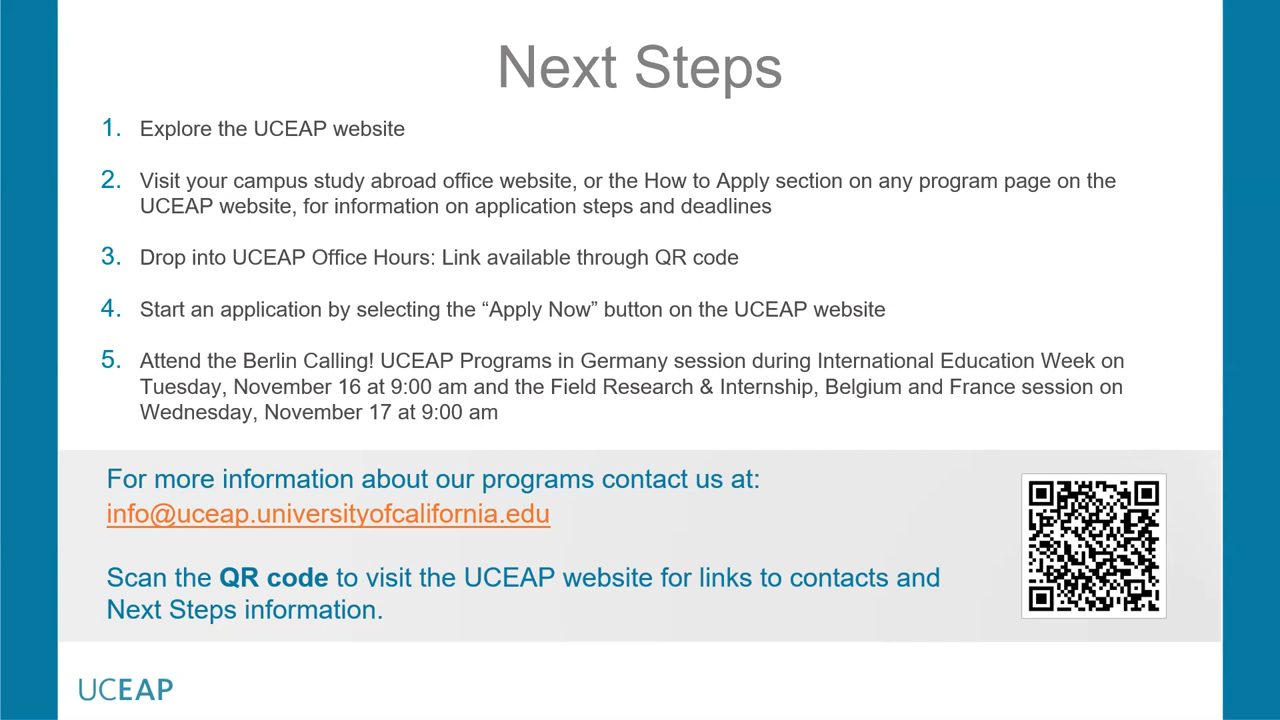 Next Steps
1. Explore the UCEAP website
2. Visit your campus study abroad office website, or the How to Apply section on any program page on the
UCEAP website, for information on application steps and deadlines
3. Drop into UCEAP Office Hours: Link available through QR code
4. Start an application by selecting the “Apply Now” button on the UCEAP website
5. Attend the Berlin Calling! UCEAP Programs in Germany session during International Education Week on
Tuesday, November 16 at 9:00 am and the Field Research & Internship, Belgium and France session on
Wednesday, November 17 at 9:00 am
For more information about our programs contact us at:
info@uceap.universityofcalifornia.edu
Scan the QR code to visit the UCEAP website for links to contacts and
Next Steps information.
UCEAP